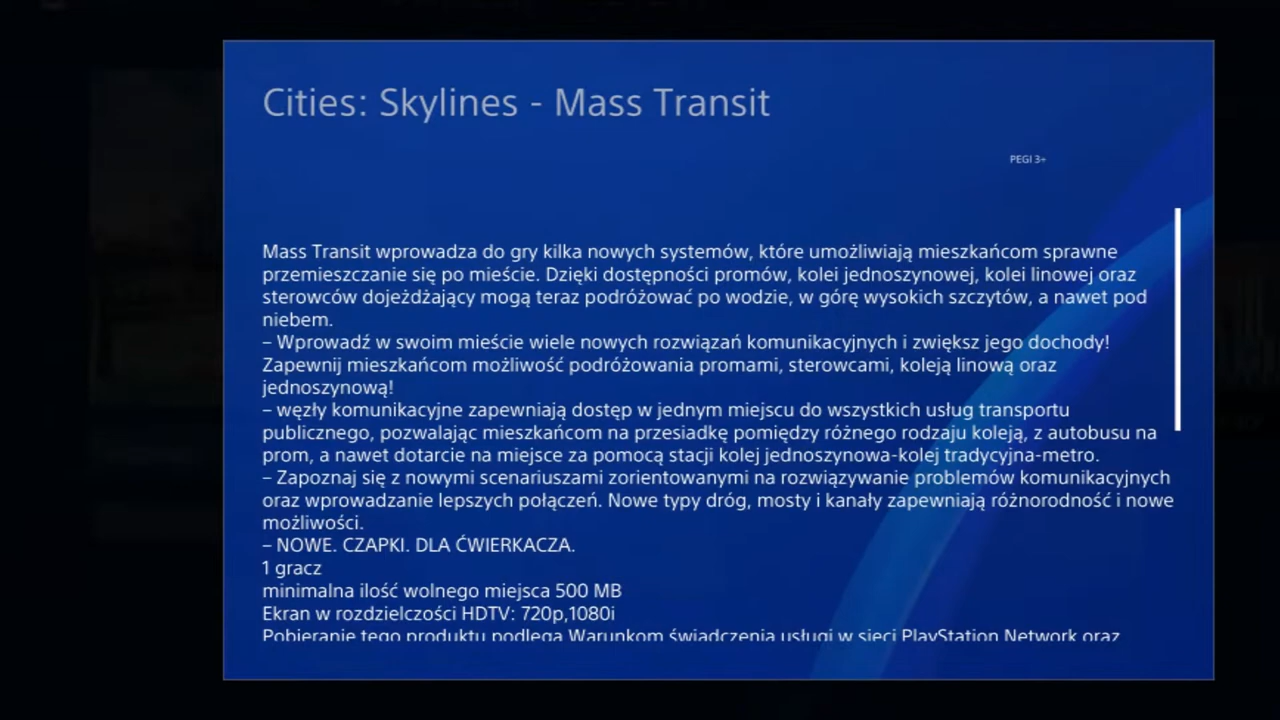 Cities: Skylines - Mass Transit
PEGI 3+
Mass Transit wprowadza do gry kilka nowych systemów, które umożliwiają mieszkańcom sprawne
przemieszczanie się po mieście. Dzięki dostępności promów, kolei jednoszynowej, kolei linowej oraz
sterowców dojeżdżający mogą teraz podróżować po wodzie, w górę wysokich szczytów, a nawet pod
niebem.
– Wprowadź w swoim mieście wiele nowych rozwiązań komunikacyjnych i zwiększ jego dochody!
Zapewnij mieszkańcom możliwość podróżowania promami, sterowcami, koleją linową oraz
jednoszynową!
– węzły komunikacyjne zapewniają dostęp w jednym miejscu do wszystkich usług transportu
publicznego, pozwalając mieszkańcom na przesiadkę pomiędzy różnego rodzaju koleją, z autobusu na
prom, a nawet dotarcie na miejsce za pomocą stacji kolej jednoszynowa-kolej tradycyjna-metro.
– Zapoznaj się z nowymi scenariuszami zorientowanymi na rozwiązywanie problemów komunikacyjnych
oraz wprowadzanie lepszych połączeń. Nowe typy dróg, mosty i kanały zapewniają różnorodność i nowe
możliwości.
– NOWE. CZAPKI. DLA ĆWIERKACZA.
1 gracz
minimalna ilość wolnego miejsca 500 MB
Ekran w rozdzielczości HDTV: 720p,1080i
Pobieranie tego produktu podlega Warunkom świadczenia usługi w sieci PlayStation Network oraz